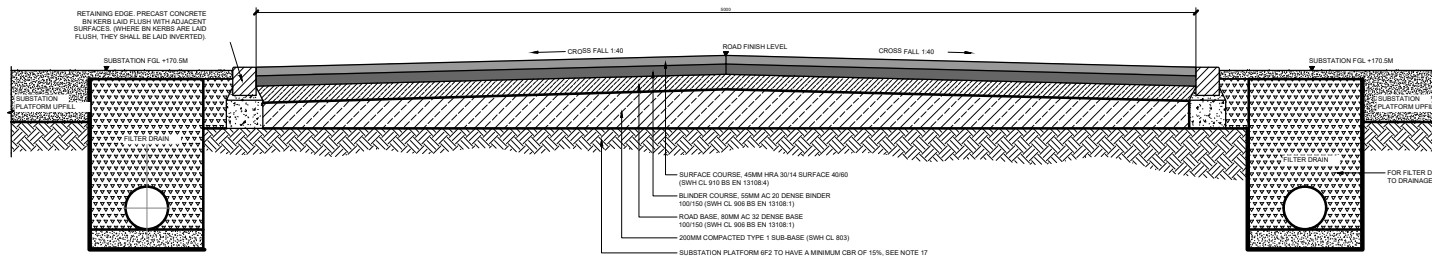 RETAINING EDGE. PRECAST CONCRETE
BN KERB LAID FLUSH WITH ADJACENT
SURFACES. (WHERE BN KERBS ARE LAID
FLUSH, THEY SHALL BE LAID INVERTED).
CROSS FALL 1:40
ROAD FINISH LEVEL
CROSS FALL 1:40
SUBSTATION FGL +170.5M
SUBSTATION FGL +170.5M
SUBSTATION
PLATFORM UPFILL
SUBSTATION
PLATFORM UPFILL
FILTER DRAIN
FILTER DRAIN
SURFACE COURSE, 45MM HRA 30/14 SURFACE 40/60
(SWH CL 910 BS EN 13108:4)
BLINDER COURSE, 55MM AC 20 DENSE BINDER
100/150 (SWH CL 906 BS EN 13108:1)
ROAD BASE, 80MM AC 32 DENSE BASE
100/150 (SWH CL 906 BS EN 13108:1)
200MM COMPACTED TYPE 1 SUB-BASE (SWH CL 803)
SUBSTATION PLATFORM 6F2 TO HAVE A MINIMUM CBR OF 15%, SEE NOTE 17
FOR FILTER D
TO DRAINAGE